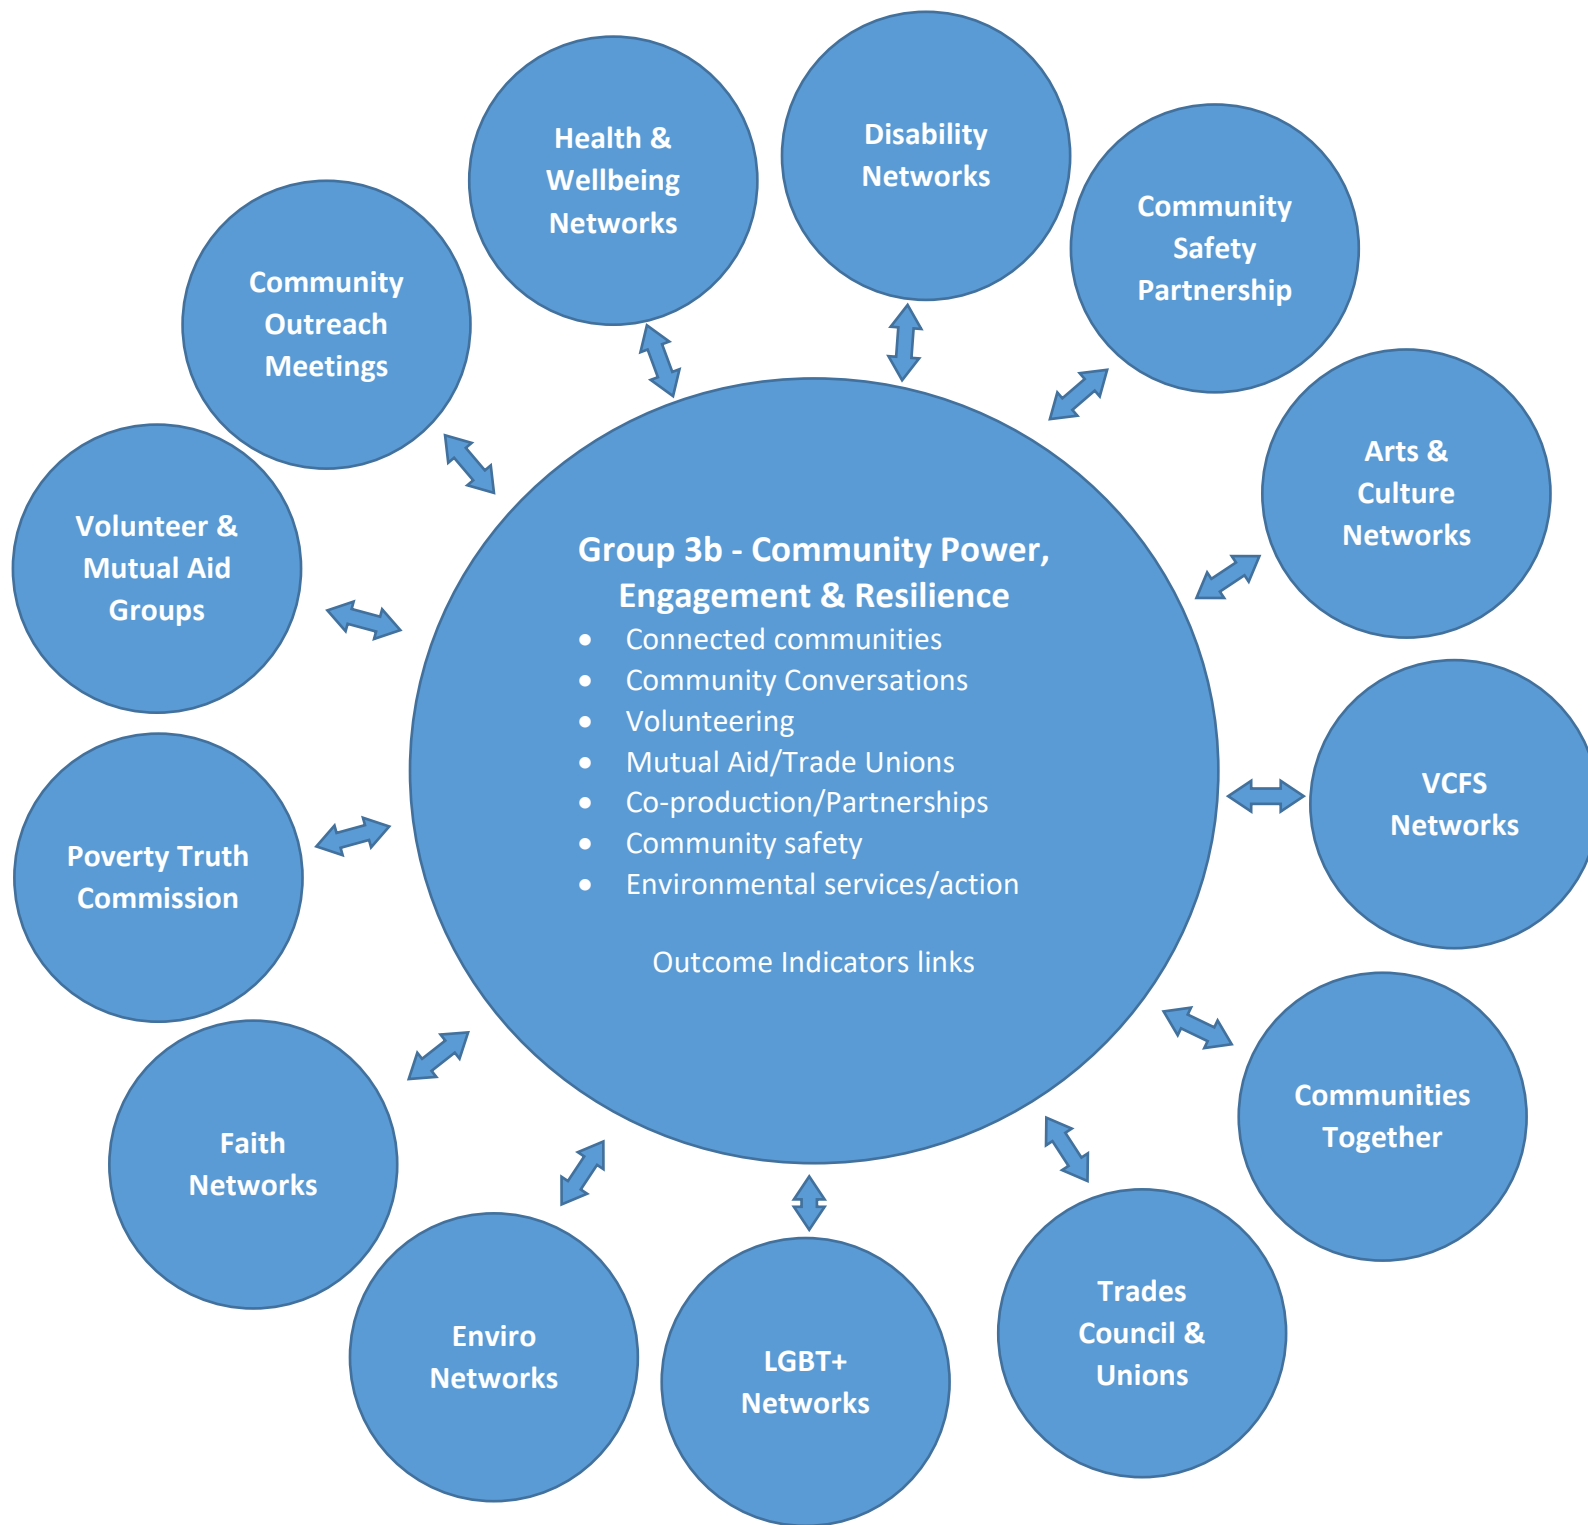 Health &
Wellbeing
Networks
Disability
Networks
Community
Safety
Partnership
Arts &
Culture
Networks
VCFS
Networks
Communities
Together
Trades
Council &
Unions
LGBT+
Networks
Enviro
Networks
Faith
Networks
Poverty Truth
Commission
Volunteer &
Mutual Aid
Groups
Community
Outreach
Meetings
Group 3b - Community Power,
Engagement & Resilience
• Connected communities
• Community Conversations
• Volunteering
• Mutual Aid/Trade Unions
• Co-production/Partnerships
• Community safety
• Environmental services/action
Outcome Indicators links